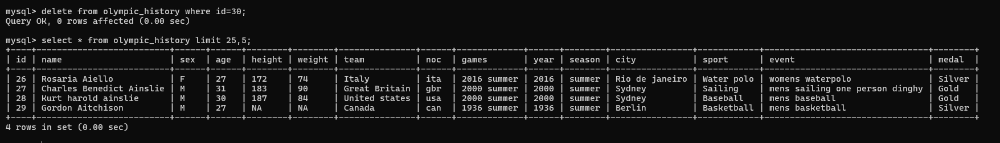 mysql> delete from olympic_history where id=30;
Query OK, 0 rows affected (0.00 sec)
mysql> select * from olympic_history limit 25,5;
+----+--------------------------+------+------+--------+--------+---------------+------+-------------+------+--------+---------------+------------+--------------------------------+--------+
| id | name                     | sex  | age  | height | weight | team          | noc  | games       | year | season | city          | sport      | event                          | medal  |
+----+--------------------------+------+------+--------+--------+---------------+------+-------------+------+--------+---------------+------------+--------------------------------+--------+
| 26 | Rosaria Aiello           | F    | 27   | 172    | 74     | Italy         | ita  | 2016 summer | 2016 | summer | Rio de janeiro | Water polo | womens waterpolo               | Silver |
| 27 | Charles Benedict Ainslie | M    | 31   | 183    | 90     | Great Britain | gbr  | 2000 summer | 2000 | summer | Sydney        | Sailing    | mens sailing one person dinghy | Gold   |
| 28 | Kurt harold ainslie      | M    | 30   | 187    | 84     | United states | usa  | 2000 summer | 2000 | summer | Sydney        | Baseball   | mens baseball                  | Gold   |
| 29 | Gordon Aitchison         | M    | 27   | NA     | NA     | Canada        | can  | 1936 summer | 1936 | summer | Berlin        | Basketball | mens basketball                | Silver |
+----+--------------------------+------+------+--------+--------+---------------+------+-------------+------+--------+---------------+------------+--------------------------------+--------+
4 rows in set (0.00 sec)